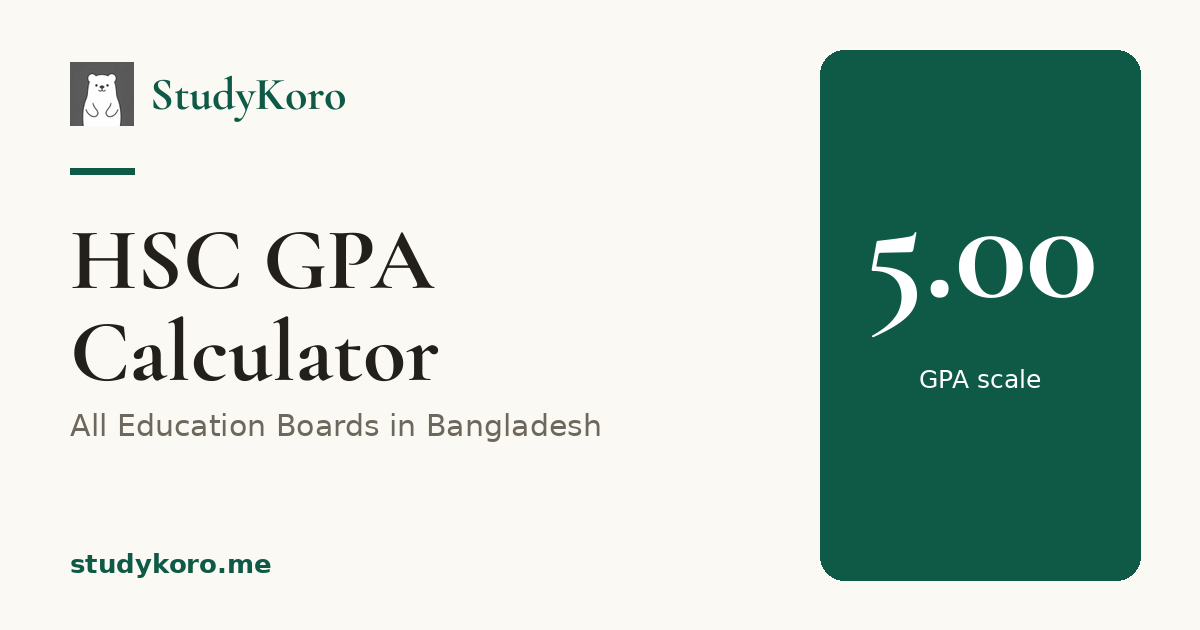 StudyKoro
HSC GPA
Calculator
All Education Boards in Bangladesh
studykoro.me
5.00
GPA scale